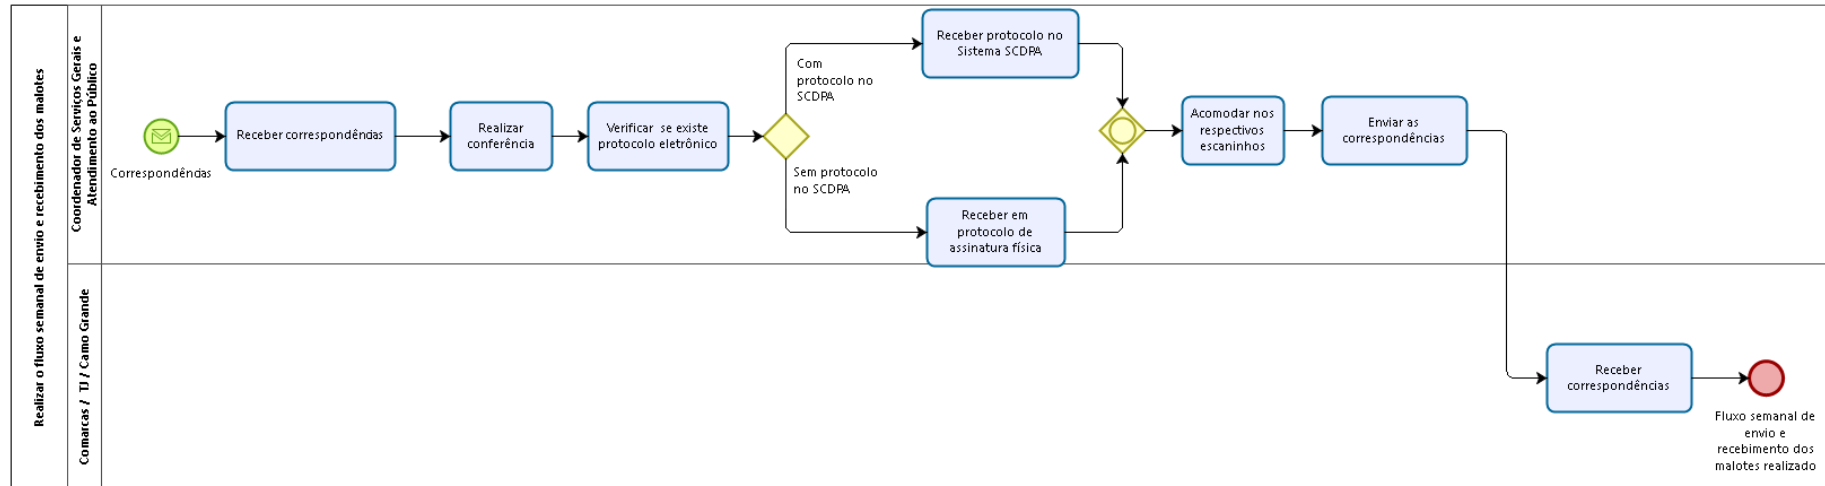 Realizar o fluxo semanal de envio e recebimento dos malotes
Coordenador de Serviços Gerais e
Atendimento ao Público
Correspondências
Receber correspondências
Realizar
conferência
Verificar se existe
protocolo eletrônico
Com
protocolo no
SCDPA
Sem protocolo
no SCDPA
Receber protocolo no
Sistema SCDPA
Receber em
protocolo de
assinatura física
Acomodar nos
respectivos
escaninhos
Enviar as
correspondências
Comarcas / TJ / Camo Grande
Receber
correspondências
Fluxo semanal de
envio e
recebimento dos
malotes realizado